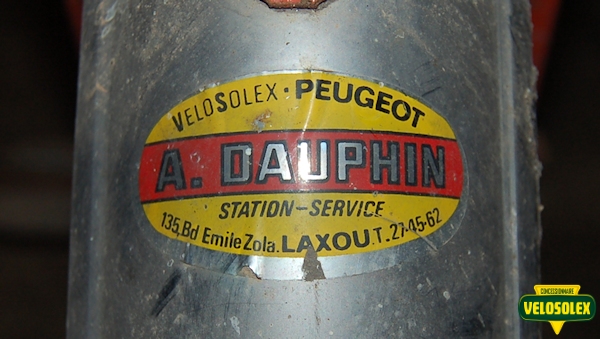 VELOSOLEX · PEUGEOT
A. DAUPHIN
STATION-SERVICE
135, Bd Emile Zola. LAXOU.T. 27.45.62
CONCESSIONNAIRE
VELOSOLEX